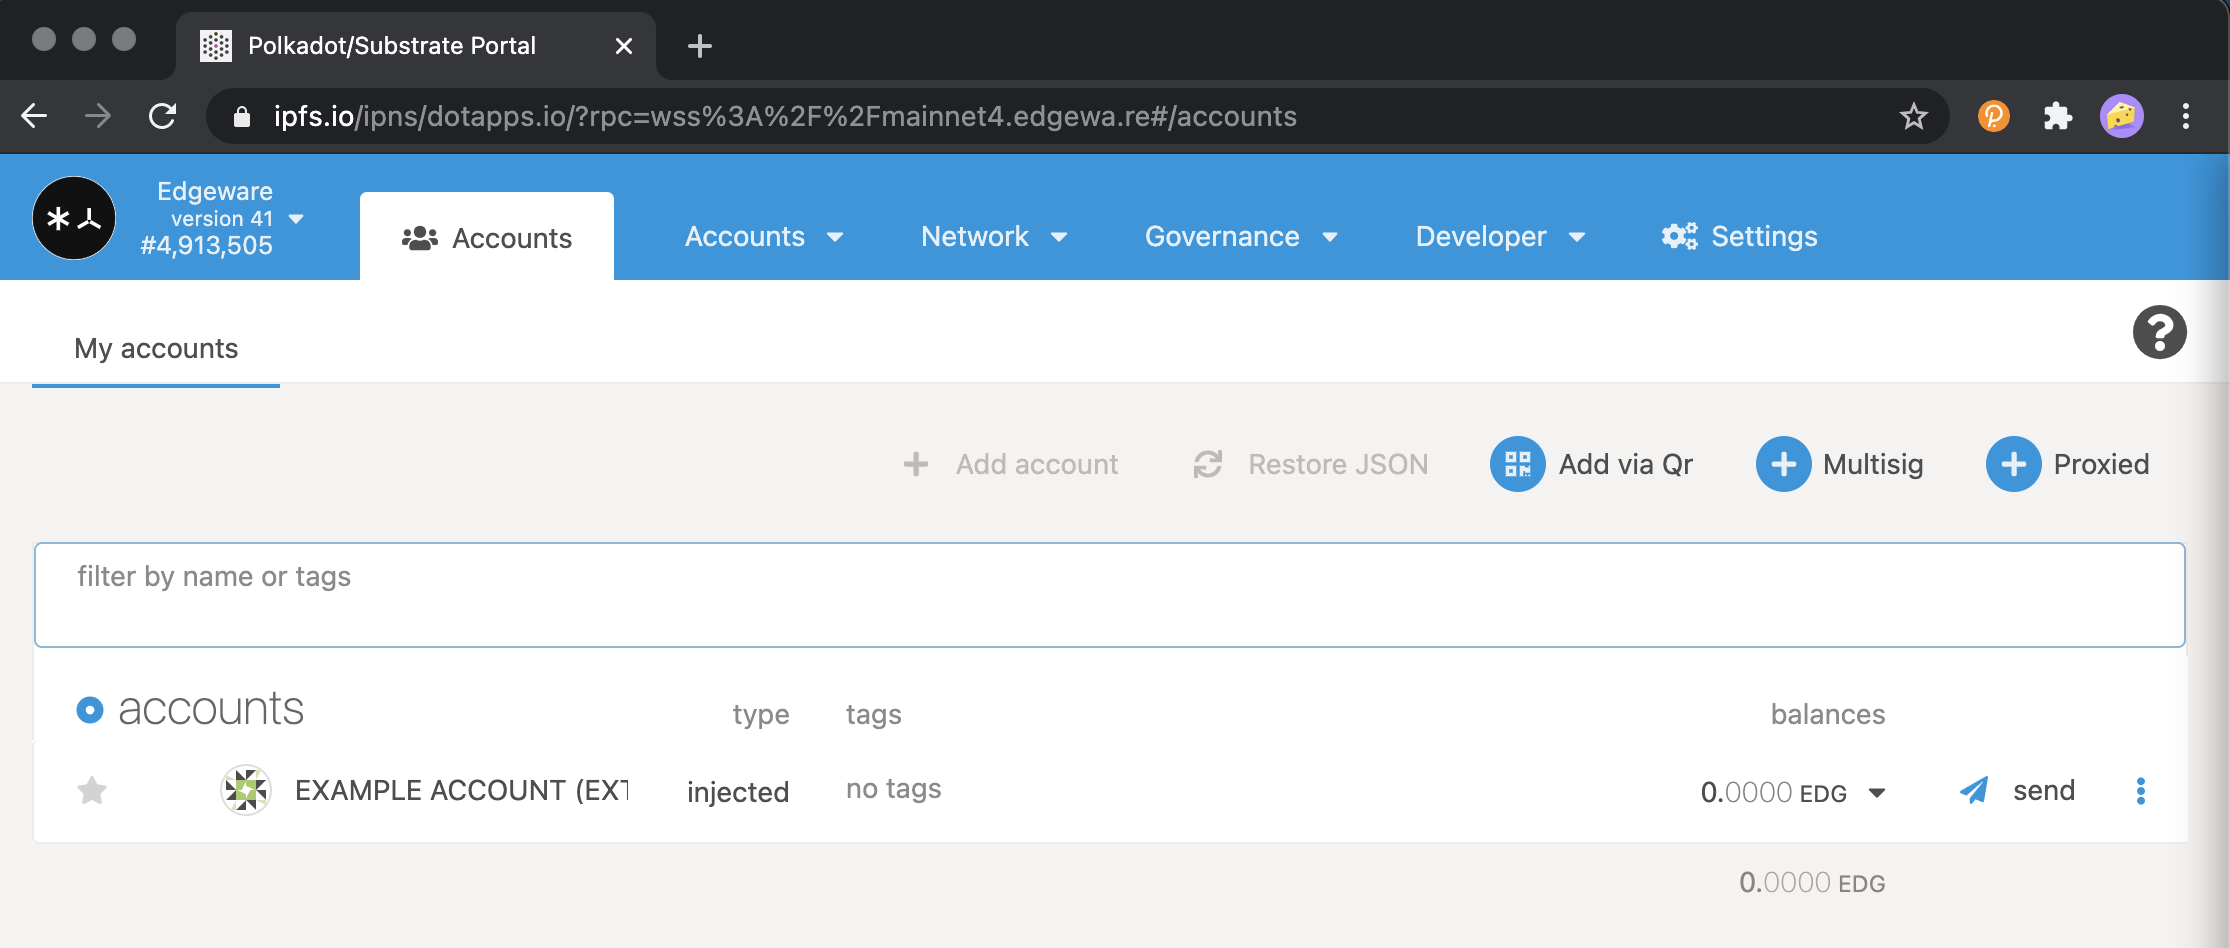 Polkadot/Substrate Portal
ipfs.io/ipns/dotapps.io/?rpc=wss%3A%2F%2Fmainnet4.edgewa.re#/accounts
Edgeware
version 41
#4,913,505
Accounts
Accounts
Network
Governance
Developer
Settings
My accounts
Add account
Restore JSON
Add via Qr
Multisig
Proxied
filter by name or tags
accounts type tags balances
EXAMPLE ACCOUNT (EXT injected no tags 0.0000 EDG send
0.0000 EDG